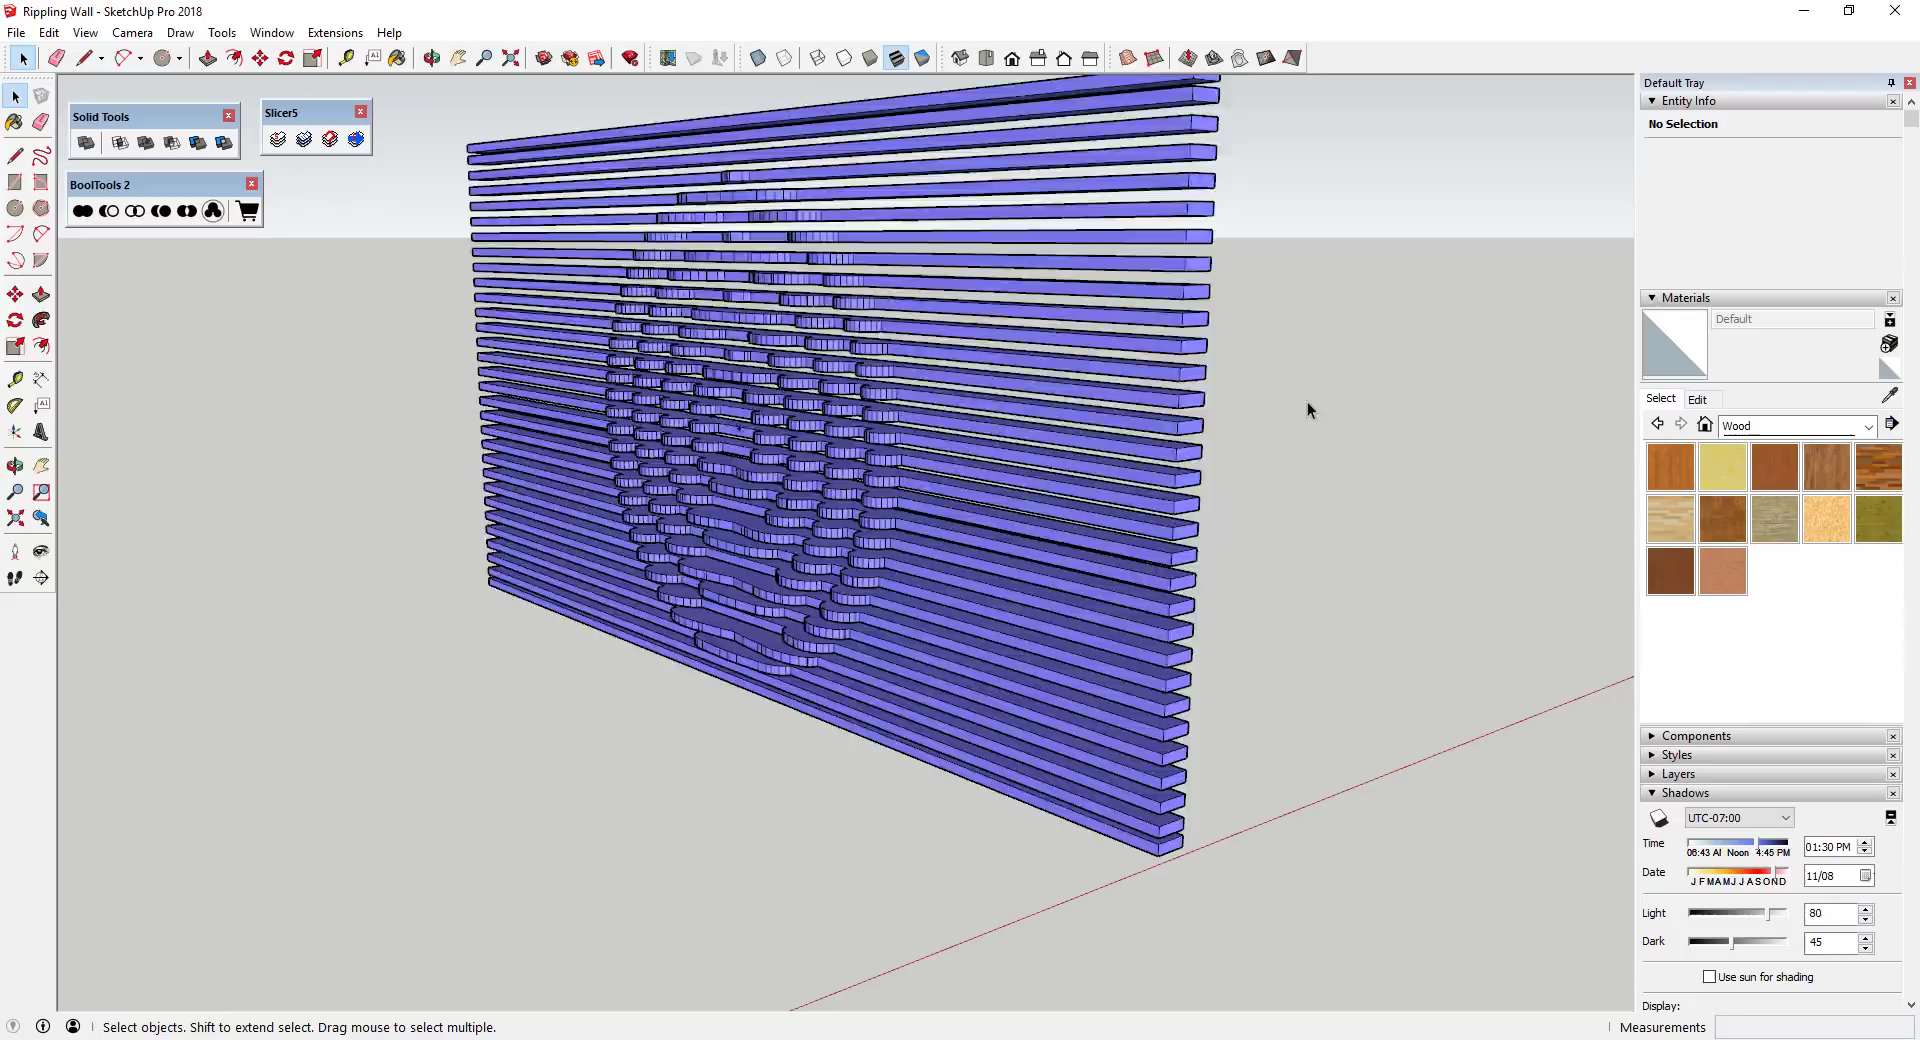 Rippling Wall - SketchUp Pro 2018
File Edit View Camera Draw Tools Window Extensions Help
Default Tray
Entity Info
No Selection
Solid Tools
Slicer5
BoolTools 2
Materials
Default
Select Edit
Wood
Components
Styles
Layers
Shadows
UTC-07:00
Time
06:43 AI Noon 4:45 PM
01:30 PM
Date
J F M A M J J A S O N D
11/08
Light 80
Dark 45
Use sun for shading
Display:
Select objects. Shift to extend select. Drag mouse to select multiple.
Measurements